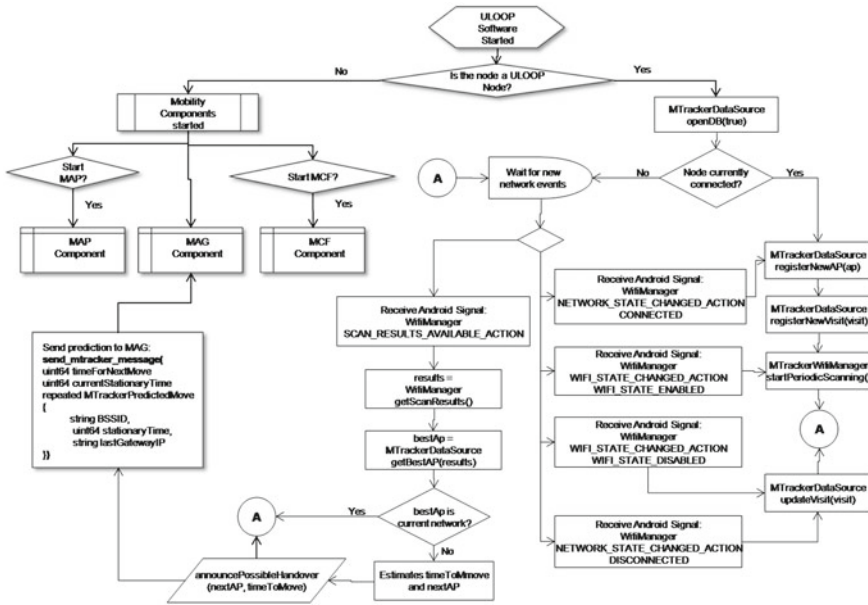 ULOOP
Software
Started
No
Is the node a ULOOP
Node?
Yes
Mobility
Components
started
MTrackerDataSource
openDB(true)
Start
MAP?
Start MCF?
A
Wait for new
network events
No
Node currently
connected?
Yes
Yes
Yes
MAP
Component
MAG
Component
MCF
Component
MTrackerDataSource
registerNewAP(ap)
Receive Android Signal:
WifiManager
NETWORK_STATE_CHANGED_ACTION
CONNECTED
Receive Android Signal:
WifiManager
SCAN_RESULTS_AVAILABLE_ACTION
MTrackerDataSource
registerNewVisit(visit)
Send prediction to MAG:
send_mtracker_message(
uint64 timeForNextMove
uint64 currentStationaryTime
repeated MTrackerPredictedMove
{
string BSSID,
uint64 stationaryTime,
string lastGatewayIP
}}
results =
WifiManager
getScanResults()
Receive Android Signal:
WifiManager
WIFI_STATE_CHANGED_ACTION
WIFI_STATE_ENABLED
MTrackerWifiManager
startPeriodicScanning()
bestAp =
MTrackerDataSource
getBestAP(results)
Receive Android Signal:
WifiManager
WIFI_STATE_CHANGED_ACTION
WIFI_STATE_DISABLED
A
MTrackerDataSource
updateVisit(visit)
A
Yes
bestAp is
current network?
Receive Android Signal:
WifiManager
NETWORK_STATE_CHANGED_ACTION
DISCONNECTED
No
announcePossibleHandover
(nextAP, timeToMove)
Estimates timeToMmove
and nextAP